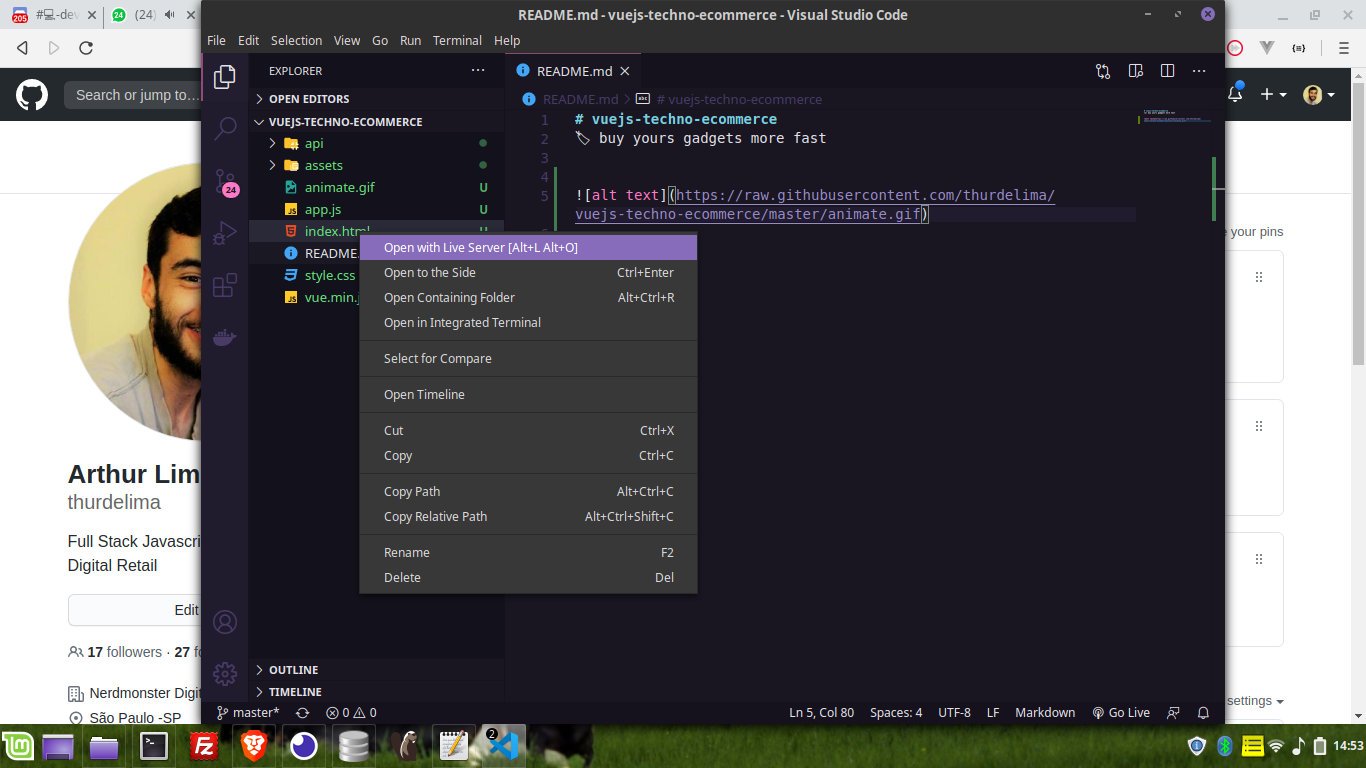 205
#💻-dev
24
(24)
README.md - vuejs-techno-ecommerce - Visual Studio Code
File Edit Selection View Go Run Terminal Help
Search or jump to…
EXPLORER
README.md
OPEN EDITORS
README.md > # vuejs-techno-ecommerce
VUEJS-TECHNO-ECOMMERCE
api
assets
animate.gif U
app.js U
index.html U
README.
style.css
vue.min.j
24
1 # vuejs-techno-ecommerce
2 🏷 buy yours gadgets more fast
3
4
5 ![alt text](https://raw.githubusercontent.com/thurdelima/
vuejs-techno-ecommerce/master/animate.gif)
Open with Live Server [Alt+L Alt+O]
Open to the Side Ctrl+Enter
Open Containing Folder Alt+Ctrl+R
Open in Integrated Terminal
Select for Compare
Open Timeline
Cut Ctrl+X
Copy Ctrl+C
Copy Path Alt+Ctrl+C
Copy Relative Path Alt+Ctrl+Shift+C
Rename F2
Delete Del
your pins
Arthur Lim
thurdelima
Full Stack Javascri
Digital Retail
Edit
17 followers · 27 fo
Nerdmonster Digit
São Paulo -SP
settings
OUTLINE
TIMELINE
master* 0 0 Ln 5, Col 80 Spaces: 4 UTF-8 LF Markdown Go Live
2
14:53